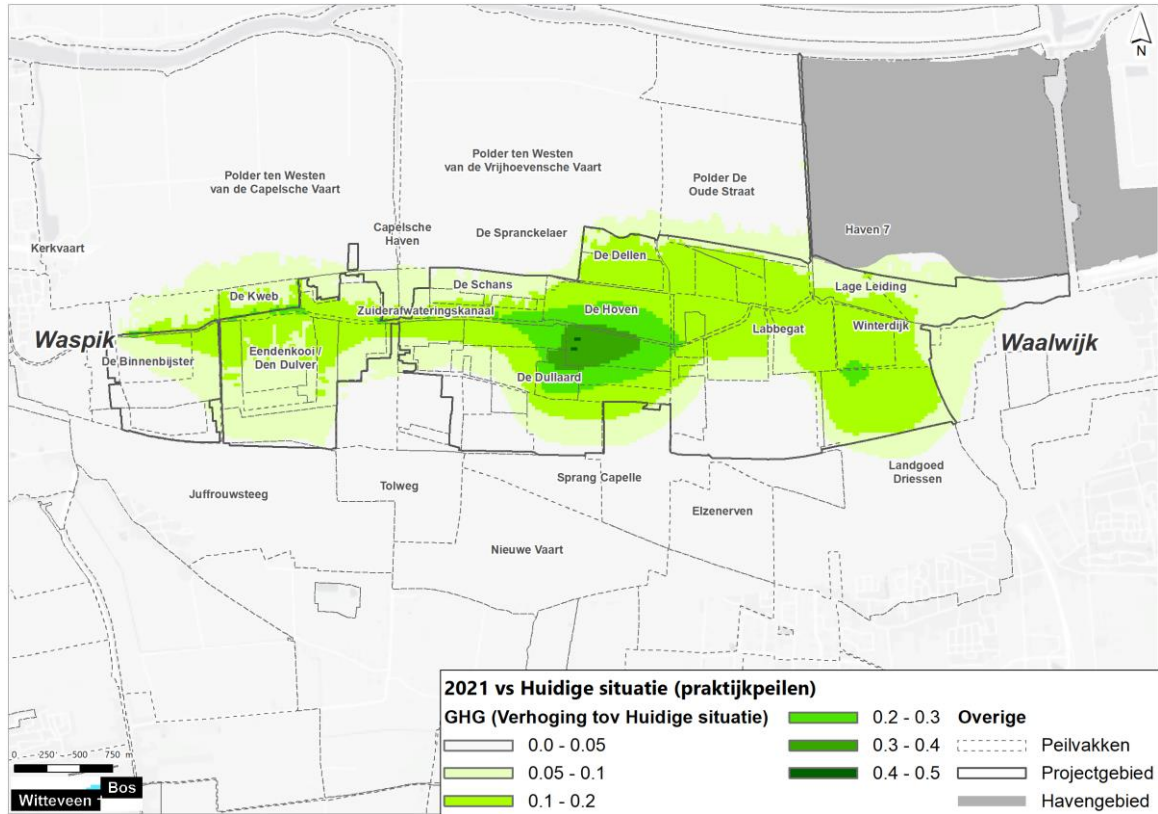 N
Polder ten Westen
van de Vrijhoevensche Vaart
Polder ten Westen
van de Capelsche Vaart
Polder De
Oude Straat
Kerkvaart
Capelsche
Haven
De Spranckelaer
Haven 7
De Dellen
De Kweb
De Schans
Lage Leiding
Zuiderafwateringskanaal
De Hoven
Waspik
Labbegat
Winterdijk
Waalwijk
De Binnenbijster
Eendenkooi /
Den Dulver
De Dullaard
Juffrouwsteeg
Tolweg
Sprang Capelle
Landgoed
Driessen
Elzenerven
Nieuwe Vaart
0 250 500 750 m
Witteveen + Bos
2021 vs Huidige situatie (praktijkpeilen)
GHG (Verhoging tov Huidige situatie)
0.0 - 0.05
0.05 - 0.1
0.1 - 0.2
0.2 - 0.3
0.3 - 0.4
0.4 - 0.5
Overige
Peilvakken
Projectgebied
Havengebied